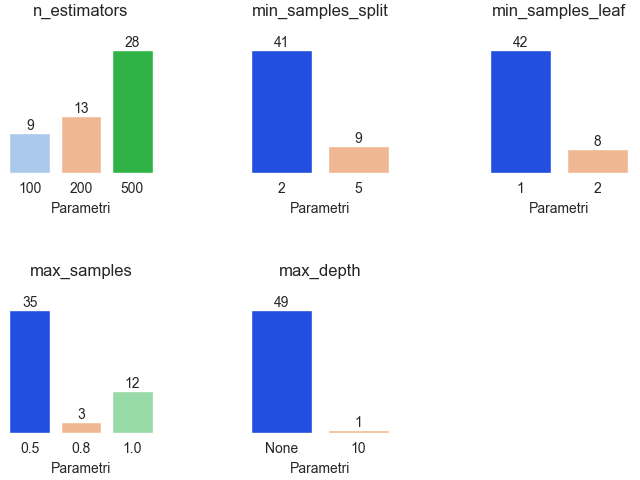 n_estimators
28
13
9
100 200 500
Parametri
min_samples_split
41
9
2 5
Parametri
min_samples_leaf
42
8
1 2
Parametri
max_samples
35
12
3
0.5 0.8 1.0
Parametri
max_depth
49
1
None 10
Parametri